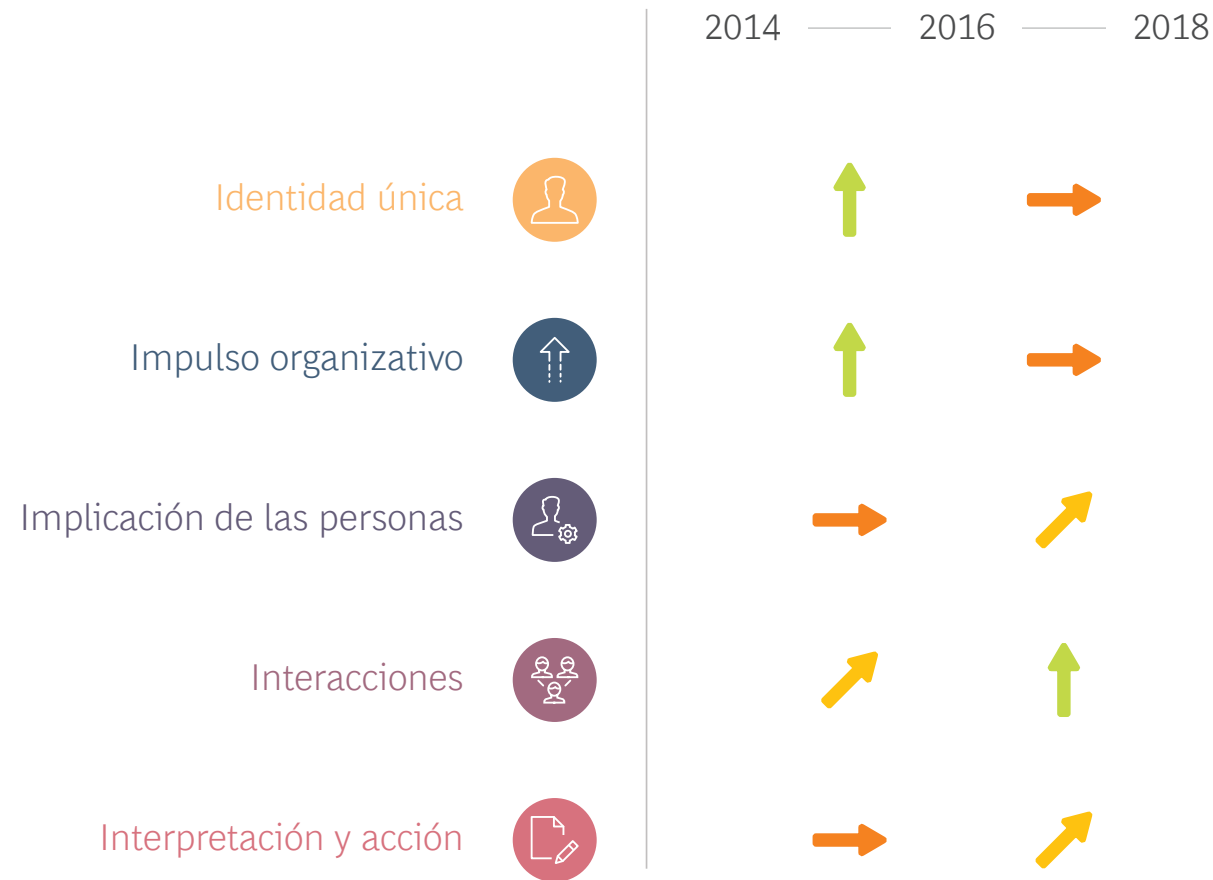 2014 2016 2018
Identidad única
Impulso organizativo
Implicación de las personas
Interacciones
Interpretación y acción